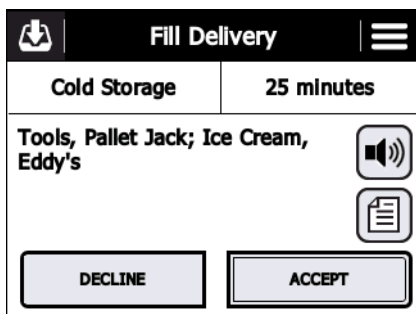 Fill Delivery
Cold Storage
25 minutes
Tools, Pallet Jack; Ice Cream,
Eddy's
DECLINE
ACCEPT